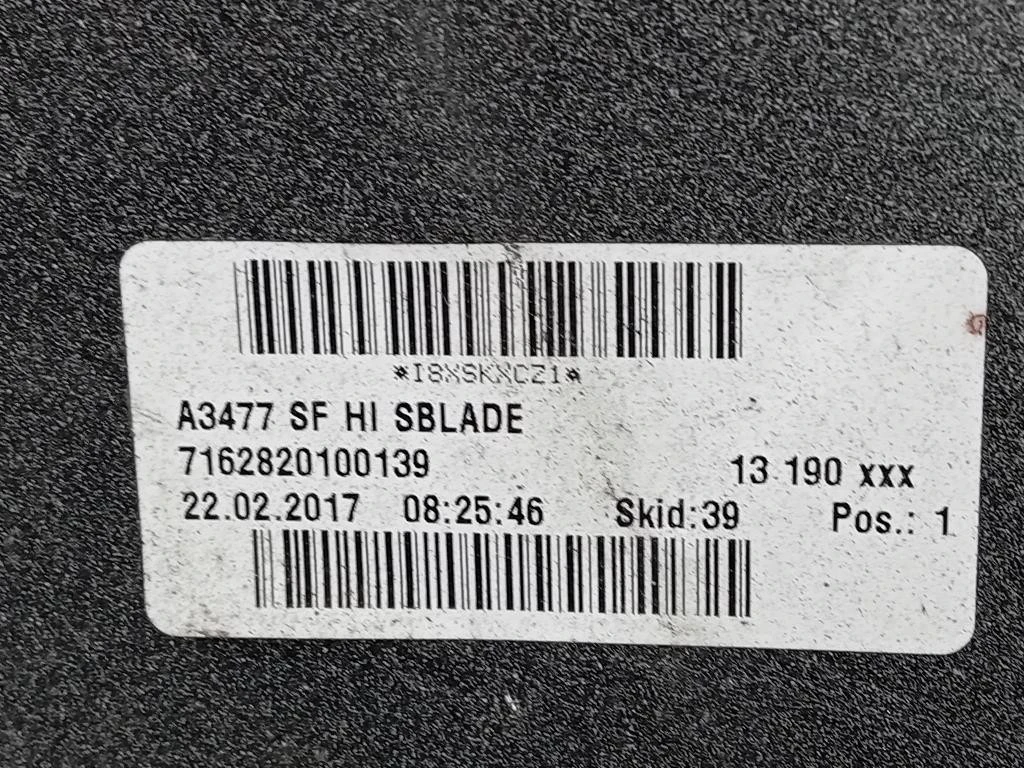 *I8XSKXCZ1*
A3477 SF HI SBLADE
7162820100139 13 190 xxx
22.02.2017 08:25:46 Skid:39 Pos.: 1